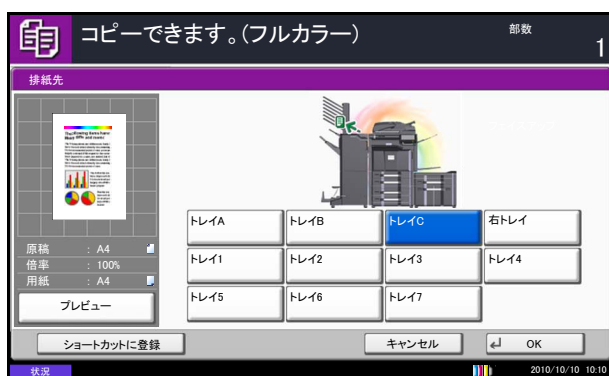 コピーできます。(フルカラー)
部数
1
排紙先
原稿 : A4
倍率 : 100%
用紙 : A4
プレビュー
トレイA トレイB トレイC 右トレイ
トレイ1 トレイ2 トレイ3 トレイ4
トレイ5 トレイ6 トレイ7
ショートカットに登録 キャンセル OK
状況 2010/10/10 10:10